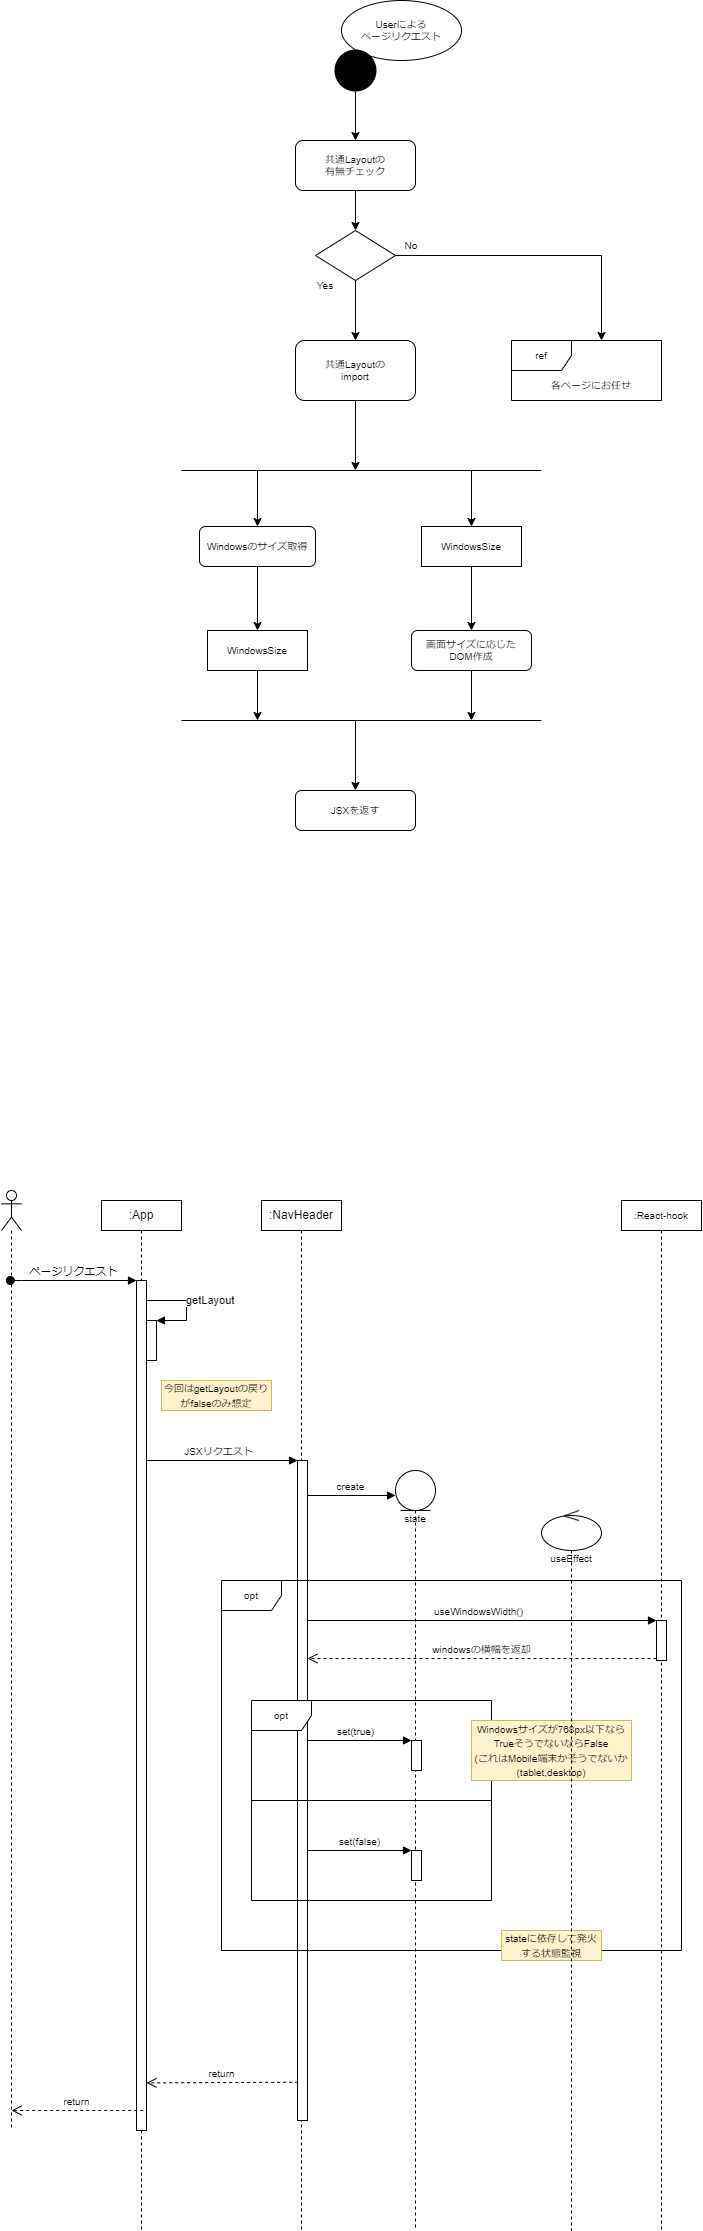 Userによる
ページリクエスト
共通Layoutの
有無チェック
No
Yes
共通Layoutの
import
ref
各ページにお任せ
Windowsのサイズ取得
WindowsSize
WindowsSize
画面サイズに応じた
DOM作成
JSXを返す
:App
:NavHeader
:React-hook
ページリクエスト
getLayout
今回はgetLayoutの戻り
がfalseのみ想定
JSXリクエスト
create
state
useEffect
opt
useWindowsWidth()
windowsの横幅を返却
opt
set(true)
Windowsサイズが768px以下なら
TrueそうでないならFalse
(これはMobile端末かそうでないか
(tablet,desktop)
set(false)
stateに依存して発火
する状態監視
return
return